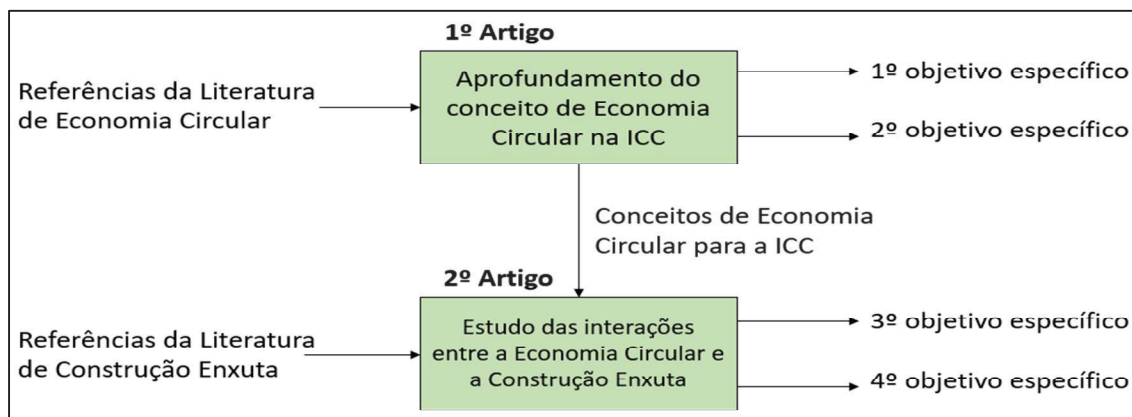 1º Artigo
Referências da Literatura
de Economia Circular
Aprofundamento do
conceito de Economia
Circular na ICC
1º objetivo específico
2º objetivo específico
Conceitos de Economia
Circular para a ICC
2º Artigo
Referências da Literatura
de Construção Enxuta
Estudo das interações
entre a Economia Circular e
a Construção Enxuta
3º objetivo específico
4º objetivo específico